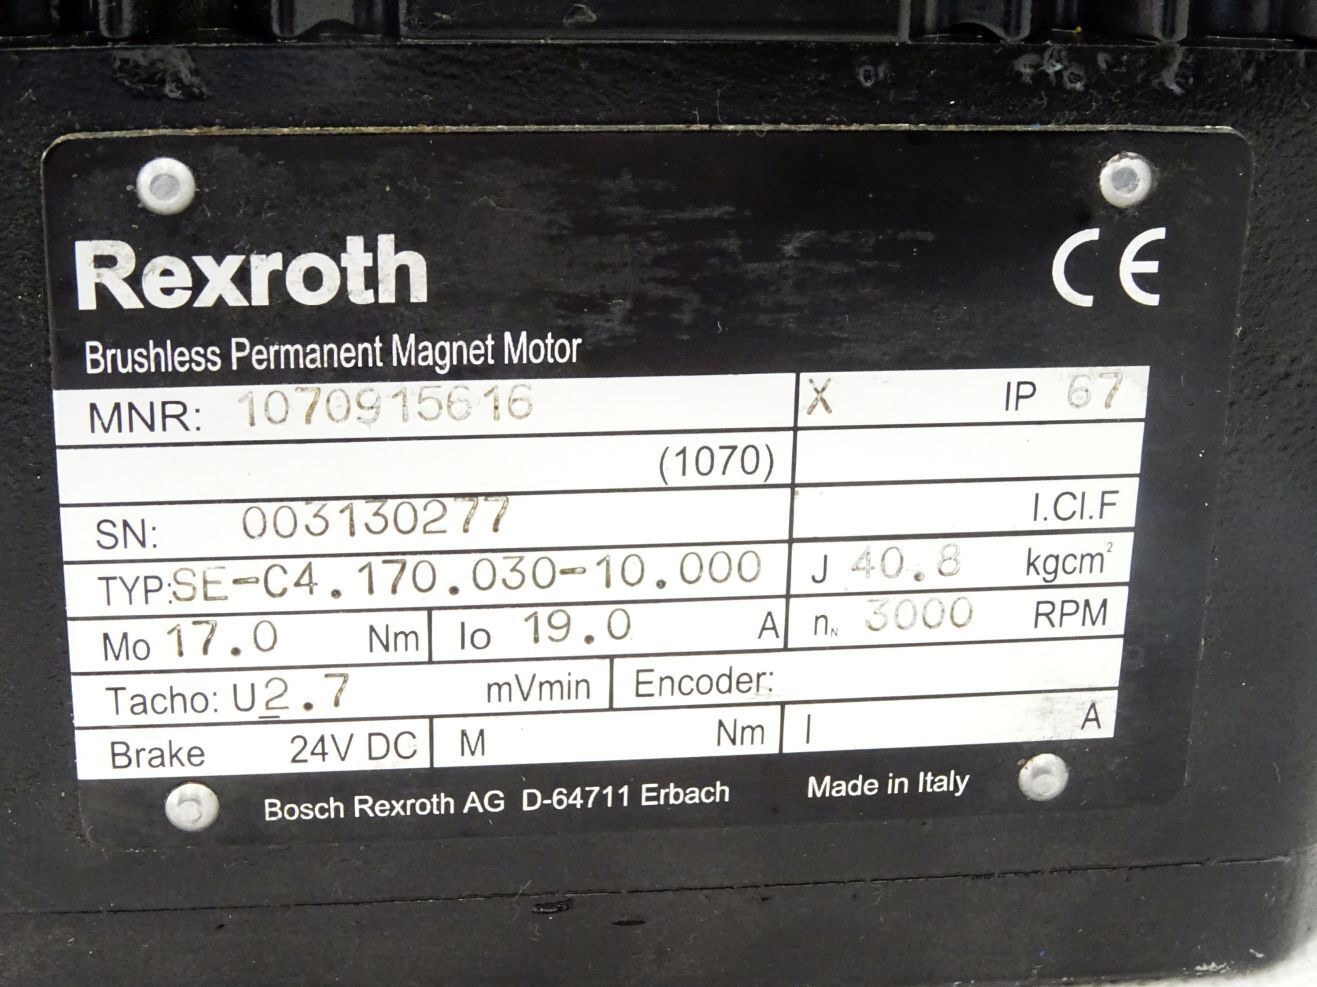 Rexroth
CE
Brushless Permanent Magnet Motor
MNR: 1070915616 X IP 67
(1070)
SN: 003130277 I.Cl.F
TYP:SE-C4.170.030-10.000 J 40.8 kgcm²
Mo 17.0 Nm Io 19.0 A nN 3000 RPM
Tacho: U2.7 mVmin Encoder:
Brake 24V DC M Nm I A
Bosch Rexroth AG D-64711 Erbach Made in Italy